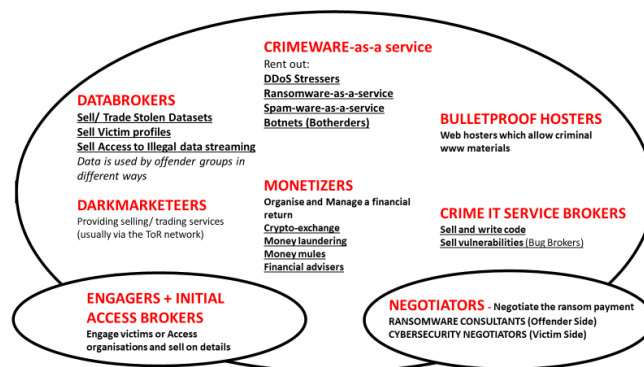 CRIMEWARE-as-a service
Rent out:
DDoS Stressers
Ransomware-as-a-service
Spam-ware-as-a-service
Botnets (Botherders)
DATABROKERS
Sell/ Trade Stolen Datasets
Sell Victim profiles
Sell Access to Illegal data streaming
Data is used by offender groups in
different ways
BULLETPROOF HOSTERS
Web hosters which allow criminal
www materials
DARKMARKETEERS
Providing selling/ trading services
(usually via the ToR network)
MONETIZERS
Organise and Manage a financial
return
Crypto-exchange
Money laundering
Money mules
Financial advisers
CRIME IT SERVICE BROKERS
Sell and write code
Sell vulnerabilities (Bug Brokers)
ENGAGERS + INITIAL
ACCESS BROKERS
Engage victims or Access
organisations and sell on details
NEGOTIATORS - Negotiate the ransom payment
RANSOMWARE CONSULTANTS (Offender Side)
CYBERSECURITY NEGOTIATORS (Victim Side)